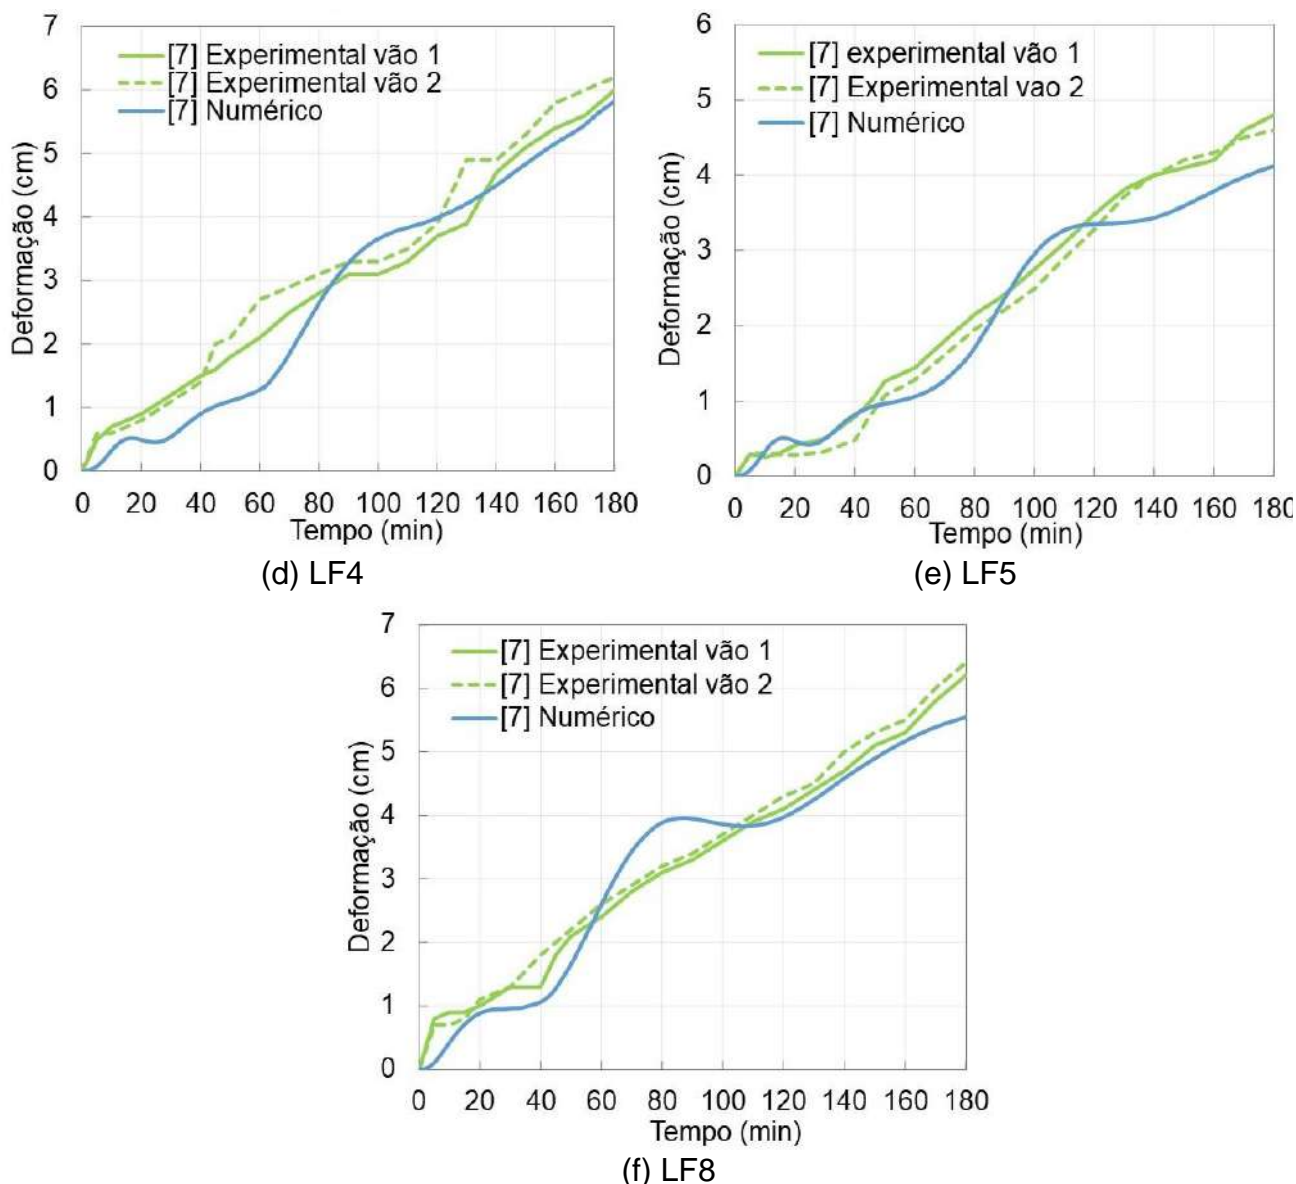 7
6
5
4
3
2
1
0
[7] Experimental vão 1
[7] Experimental vão 2
[7] Numérico
Deformação (cm)
0 20 40 60 80 100 120 140 160 180
Tempo (min)
(d) LF4
6
5
4
3
2
1
0
[7] experimental vão 1
[7] Experimental vao 2
[7] Numérico
Deformação (cm)
0 20 40 60 80 100 120 140 160 180
Tempo (min)
(e) LF5
7
6
5
4
3
2
1
0
[7] Experimental vão 1
[7] Experimental vão 2
[7] Numérico
Deformação (cm)
0 20 40 60 80 100 120 140 160 180
Tempo (min)
(f) LF8